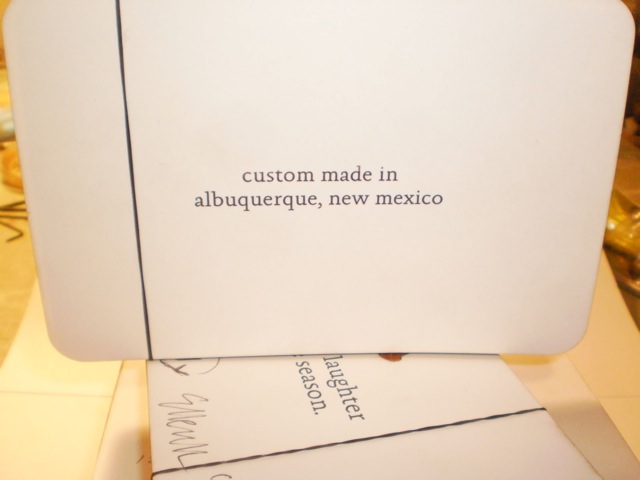 custom made in
albuquerque, new mexico
laughter
season.